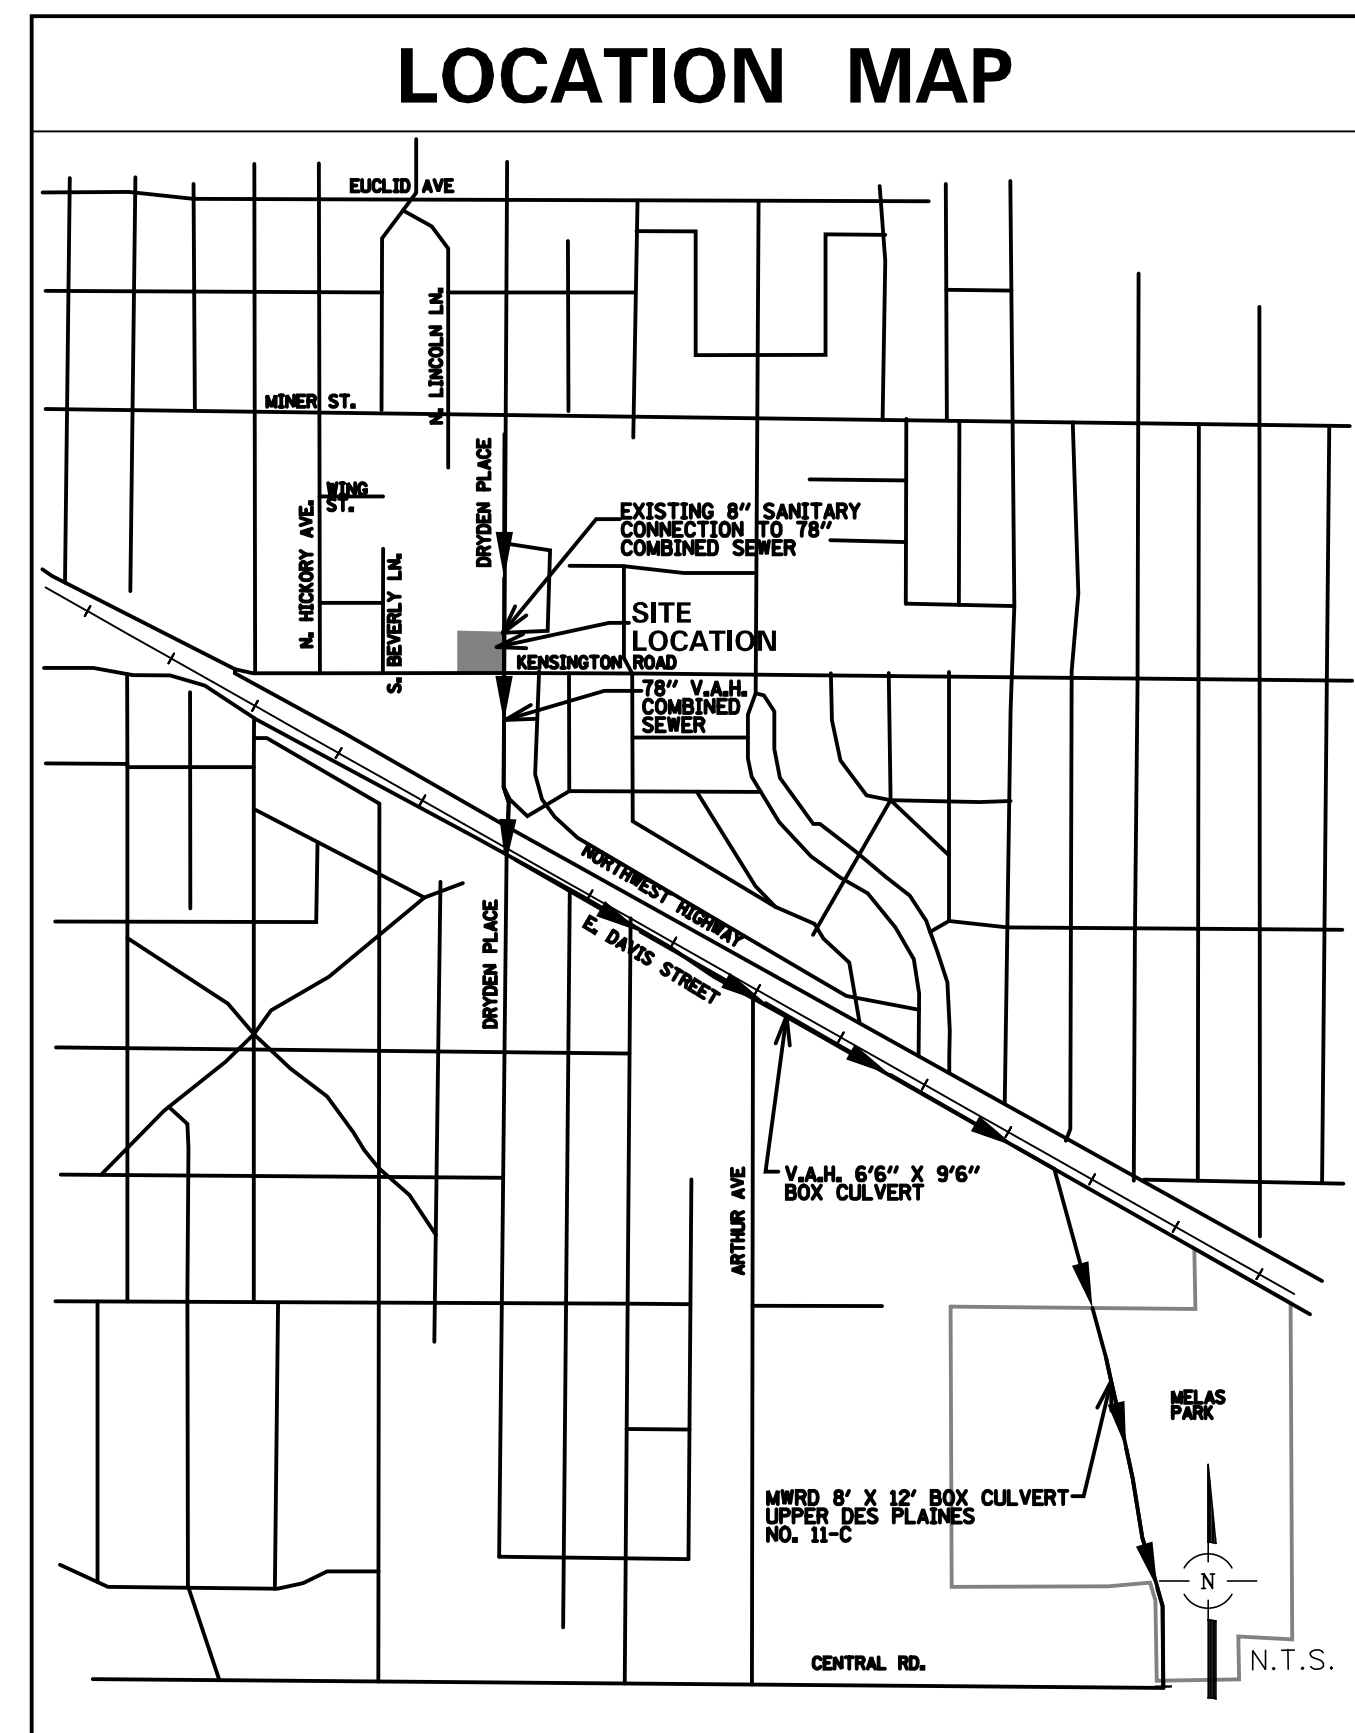 LOCATION MAP
EUCLID AVE
N. LINCOLN LN.
MINER ST.
WING
ST.
DRYDEN PLACE
N. HICKORY AVE.
S. BEVERLY LN.
EXISTING 8" SANITARY
CONNECTION TO 78"
COMBINED SEWER
SITE
LOCATION
KENSINGTON ROAD
78" V.A.H.
COMBINED
SEWER
NORTHWEST HIGHWAY
E. DAVIS STREET
DRYDEN PLACE
ARTHUR AVE
V.A.H. 6'6" X 9'6"
BOX CULVERT
MELAS
PARK
MWRD 8' X 12' BOX CULVERT
UPPER DES PLAINES
NO. 11-C
N
N.T.S.
CENTRAL RD.